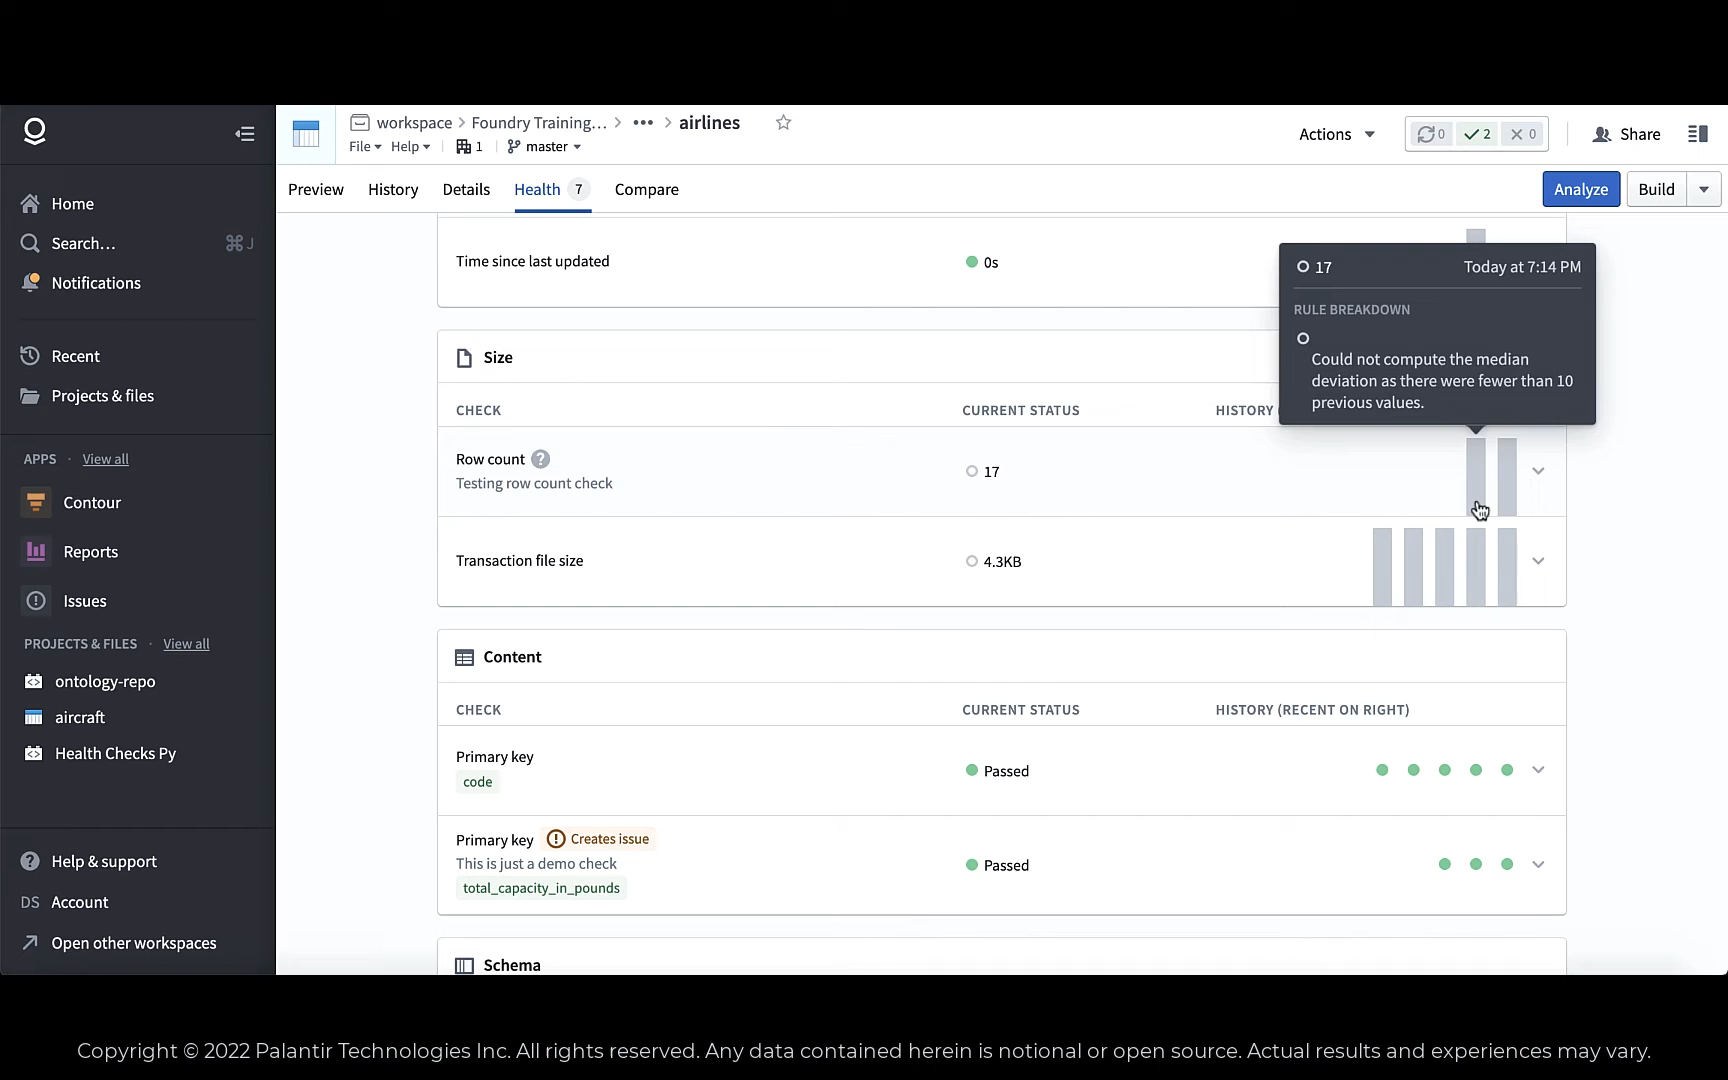 workspace > Foundry Training... > ••• > airlines
File Help 1 master
Actions 0 2 0 Share
Preview History Details Health 7 Compare
Analyze Build
Home
Search... ⌘ J
Notifications
Recent
Projects & files
APPS · View all
Contour
Reports
Issues
PROJECTS & FILES · View all
ontology-repo
aircraft
Health Checks Py
Help & support
DS Account
Open other workspaces
Time since last updated 0s
17 Today at 7:14 PM
RULE BREAKDOWN
Could not compute the median
deviation as there were fewer than 10
previous values.
Size
CHECK CURRENT STATUS HISTORY (
Row count ? 17
Testing row count check
Transaction file size 4.3KB
Content
CHECK CURRENT STATUS HISTORY (RECENT ON RIGHT)
Primary key Passed
code
Primary key Creates issue
This is just a demo check Passed
total_capacity_in_pounds
Schema
Copyright © 2022 Palantir Technologies Inc. All rights reserved. Any data contained herein is notional or open source. Actual results and experiences may vary.